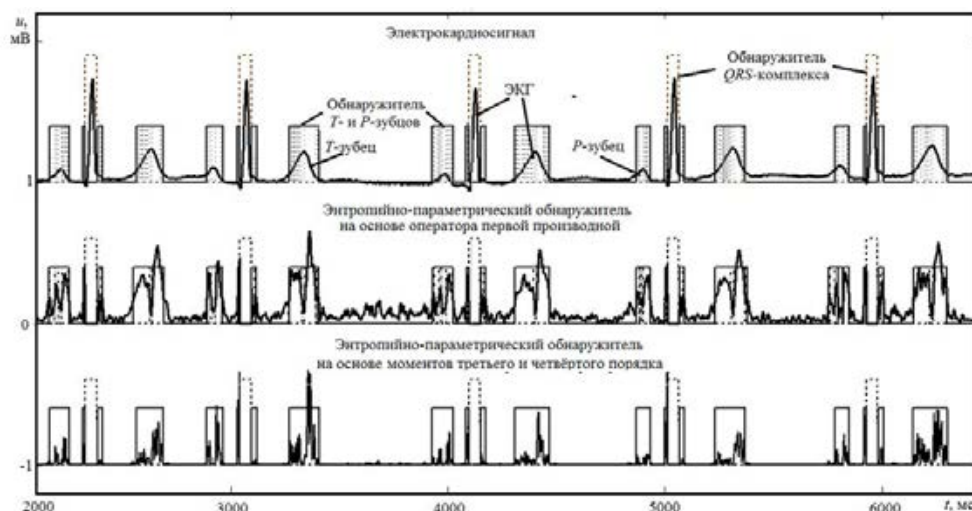 u,
мВ
Электрокардиосигнал
Обнаружитель
QRS-комплекса
Обнаружитель
T- и P-зубцов
ЭКГ
T-зубец
P-зубец
1
Энтропийно-параметрический обнаружитель
на основе оператора первой производной
0
Энтропийно-параметрический обнаружитель
на основе моментов третьего и четвёртого порядка
-1
2000
3000
4000
5000
6000
t, мс